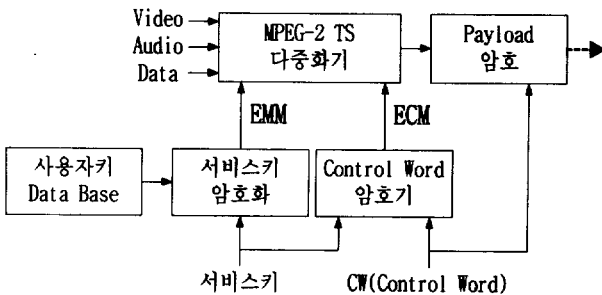 Video
Audio
Data
MPEG-2 TS
다중화기
Payload
암호
EMM
ECM
사용자키
Data Base
서비스키
암호화
Control Word
암호기
서비스키
CW(Control Word)